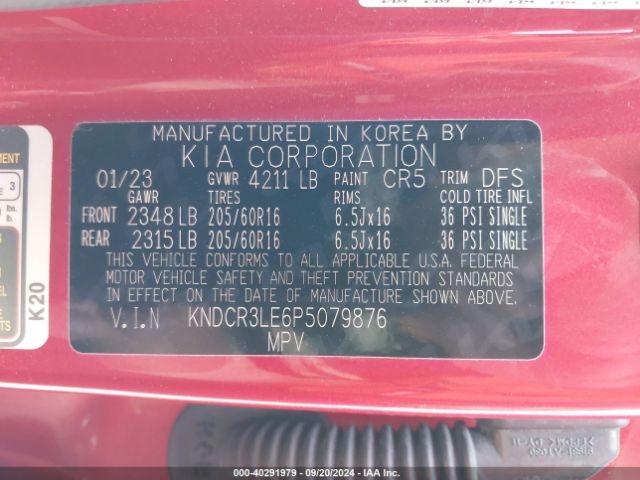 MANUFACTURED IN KOREA BY
KIA CORPORATION
01/23 GVWR 4211 LB PAINT CR5 TRIM DFS
GAWR TIRES RIMS COLD TIRE INFL
FRONT 2348 LB 205/60R16 6.5Jx16 36 PSI SINGLE
REAR 2315 LB 205/60R16 6.5Jx16 36 PSI SINGLE
THIS VEHICLE CONFORMS TO ALL APPLICABLE U.S.A. FEDERAL
MOTOR VEHICLE SAFETY AND THEFT PREVENTION STANDARDS
IN EFFECT ON THE DATE OF MANUFACTURE SHOWN ABOVE.
V.I.N KNDCR3LE6P5079876
MPV
3
K20
000-40291979 - 09/20/2024 - IAA Inc.